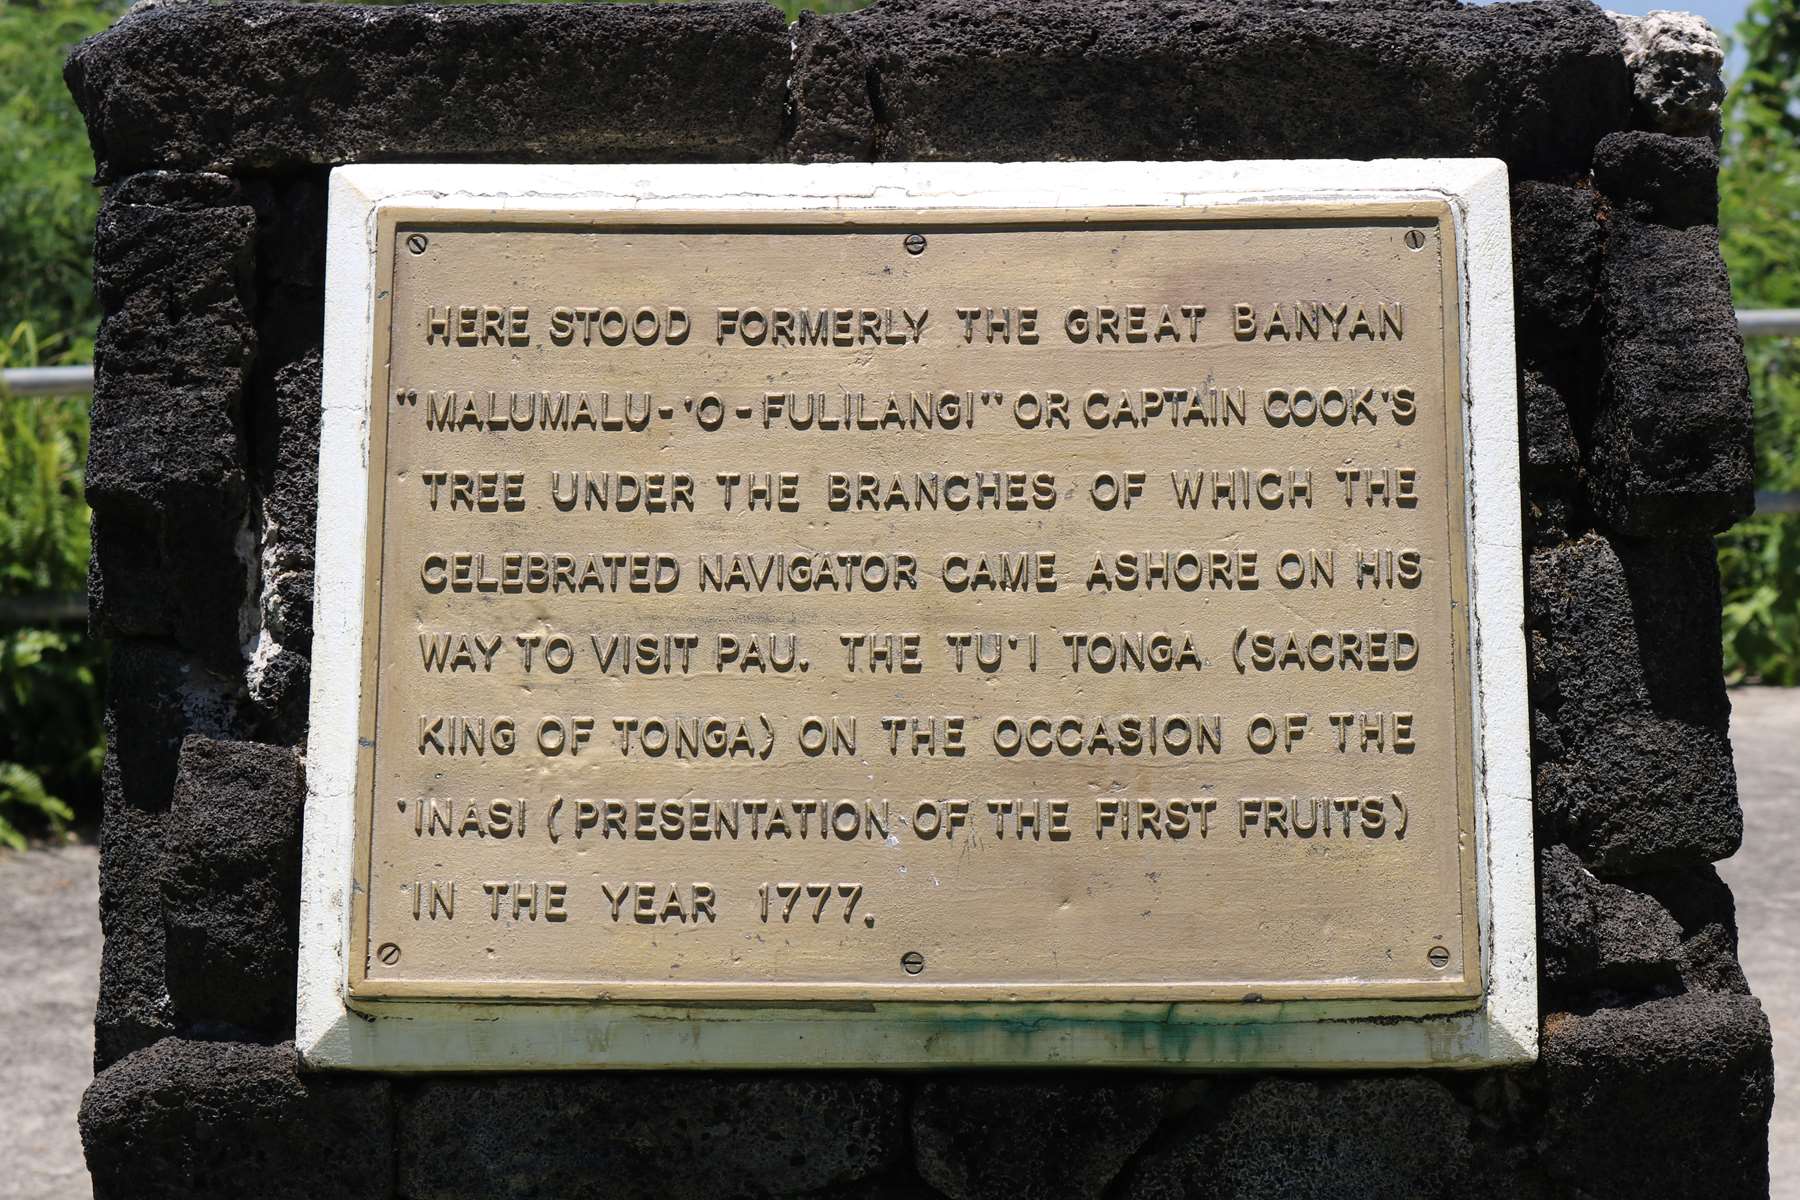 HERE STOOD FORMERLY THE GREAT BANYAN
"MALUMALU-'O-FULILANGI" OR CAPTAIN COOK'S
TREE UNDER THE BRANCHES OF WHICH THE
CELEBRATED NAVIGATOR CAME ASHORE ON HIS
WAY TO VISIT PAU. THE TU'I TONGA (SACRED
KING OF TONGA) ON THE OCCASION OF THE
'INASI (PRESENTATION OF THE FIRST FRUITS)
IN THE YEAR 1777.